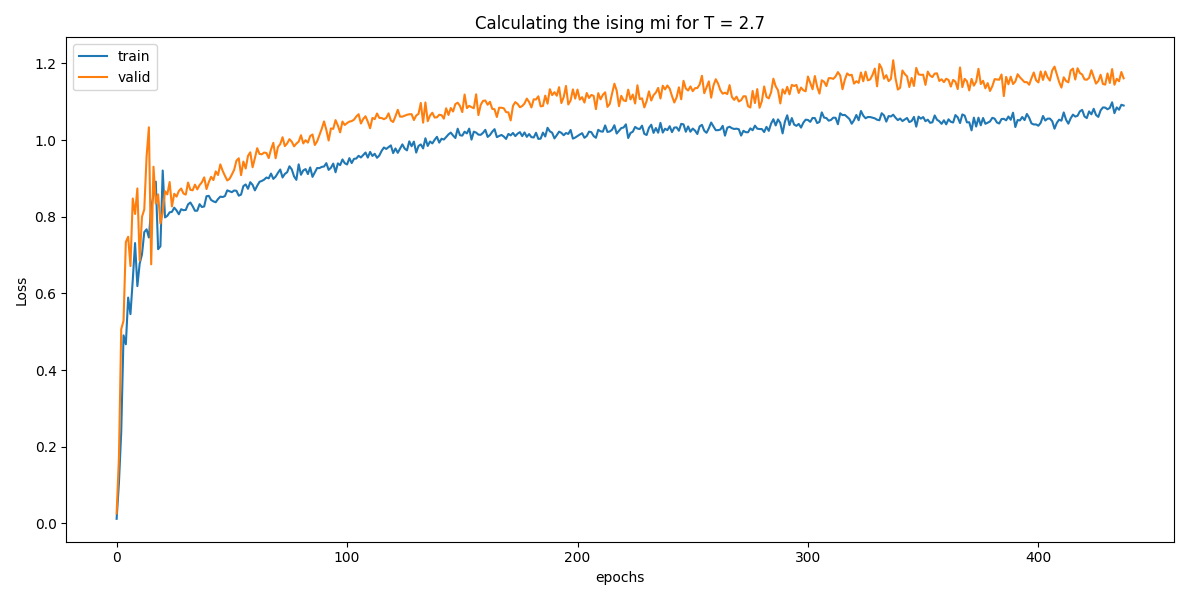 Calculating the ising mi for T = 2.7
train
valid
Loss
1.2
1.0
0.8
0.6
0.4
0.2
0.0
0 100 200 300 400
epochs